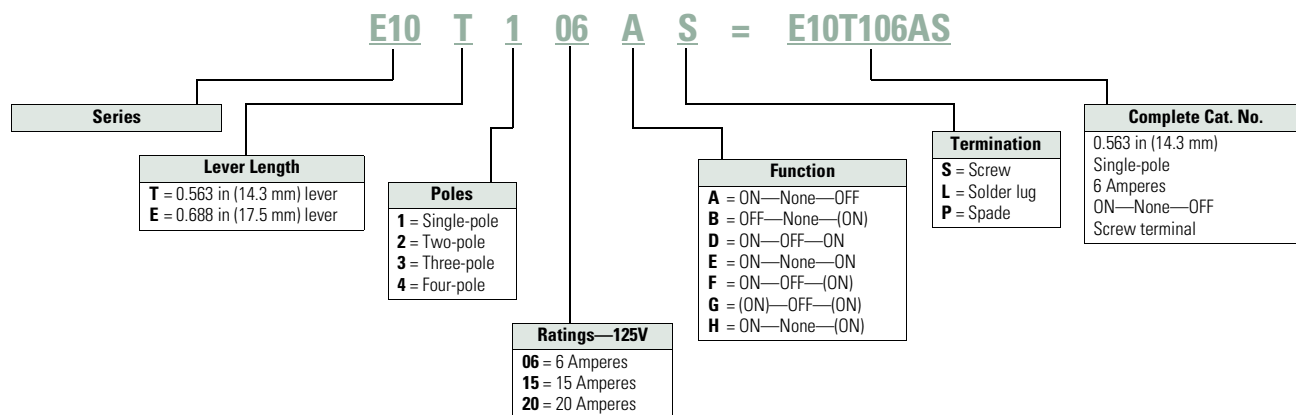 E10 T 1 06 A S = E10T106AS
Series
Lever Length
T = 0.563 in (14.3 mm) lever
E = 0.688 in (17.5 mm) lever
Poles
1 = Single-pole
2 = Two-pole
3 = Three-pole
4 = Four-pole
Ratings—125V
06 = 6 Amperes
15 = 15 Amperes
20 = 20 Amperes
Function
A = ON—None—OFF
B = OFF—None—(ON)
D = ON—OFF—ON
E = ON—None—ON
F = ON—OFF—(ON)
G = (ON)—OFF—(ON)
H = ON—None—(ON)
Termination
S = Screw
L = Solder lug
P = Spade
Complete Cat. No.
0.563 in (14.3 mm)
Single-pole
6 Amperes
ON—None—OFF
Screw terminal